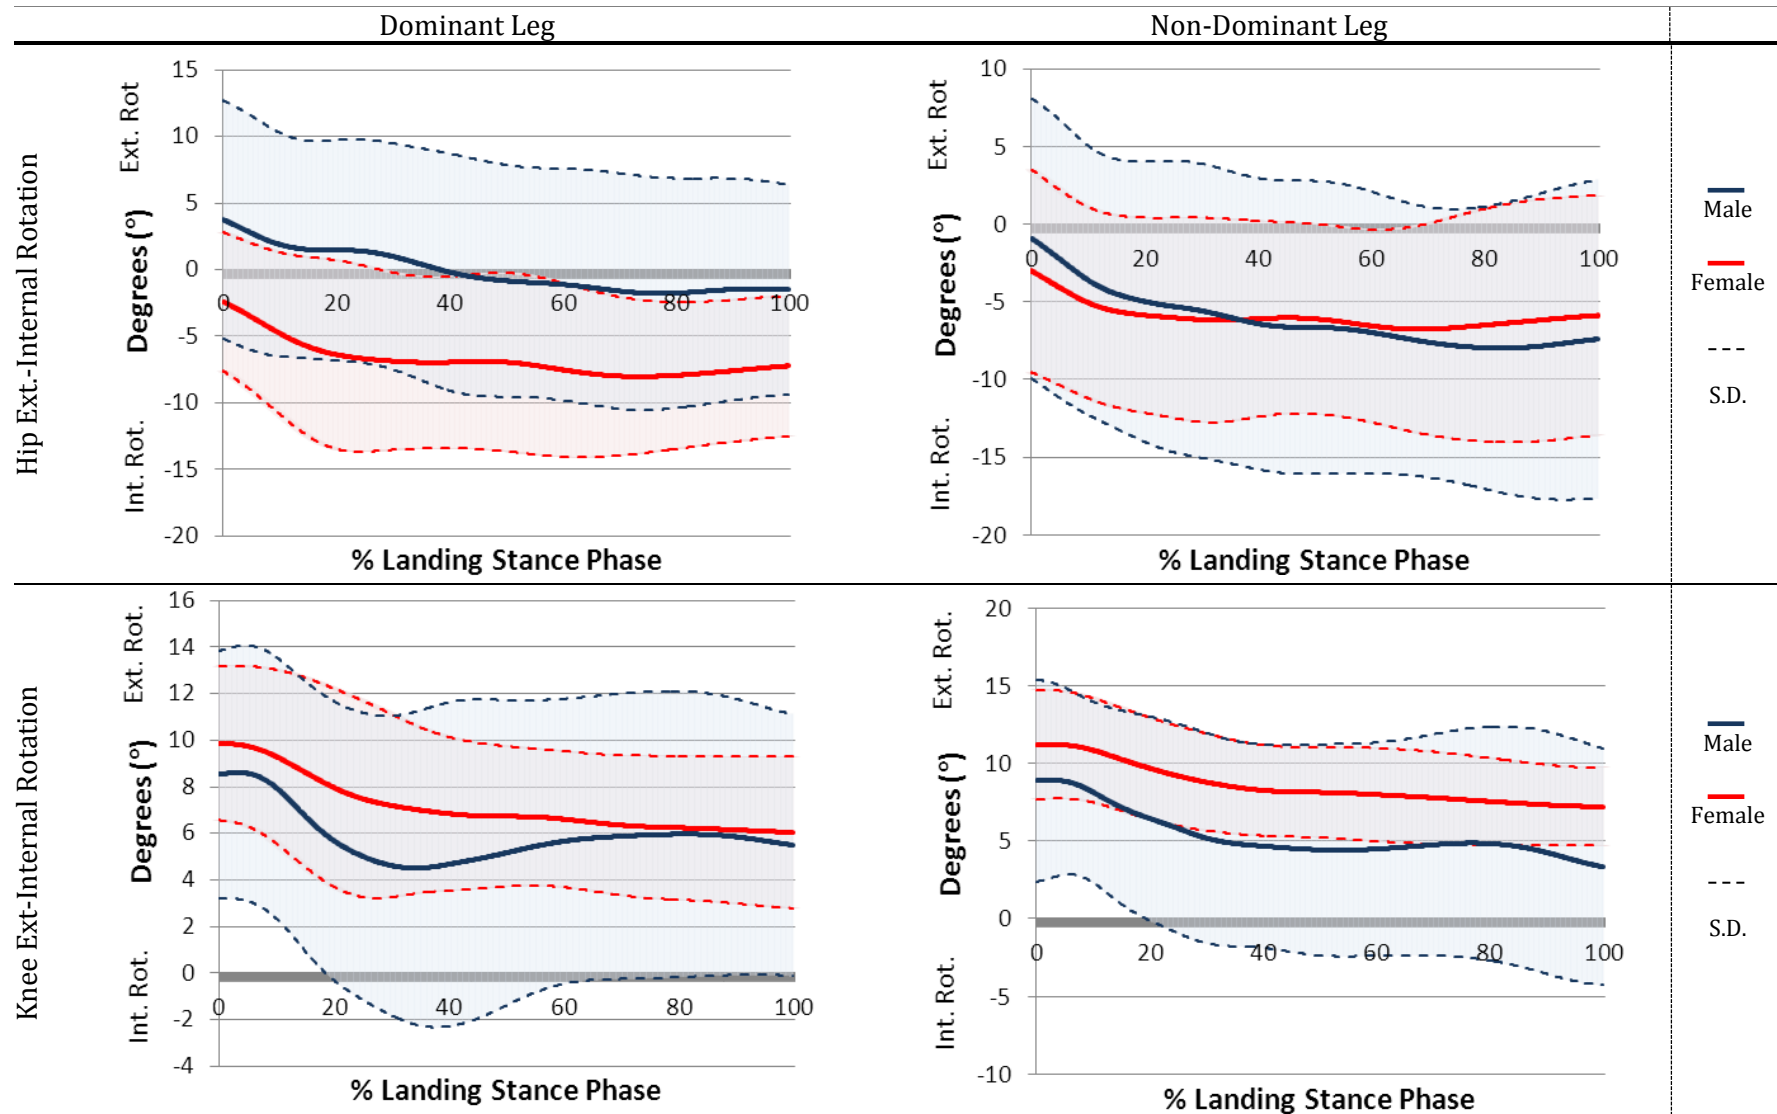 Dominant Leg
Non-Dominant Leg
Hip Ext.-Internal Rotation
Int. Rot. Ext. Rot
Degrees (°)
15
10
5
0
-5
-10
-15
-20
0 20 40 60 80 100
% Landing Stance Phase
Int. Rot. Ext. Rot
Degrees (°)
10
5
0
-5
-10
-15
-20
0 20 40 60 80 100
% Landing Stance Phase
Male
Female
---
S.D.
Knee Ext-Internal Rotation
Int. Rot. Ext. Rot.
Degrees (°)
16
14
12
10
8
6
4
2
0
-2
-4
0 20 40 60 80 100
% Landing Stance Phase
Int. Rot. Ext. Rot.
Degrees (°)
20
15
10
5
0
-5
-10
0 20 40 60 80 100
% Landing Stance Phase
Male
Female
---
S.D.